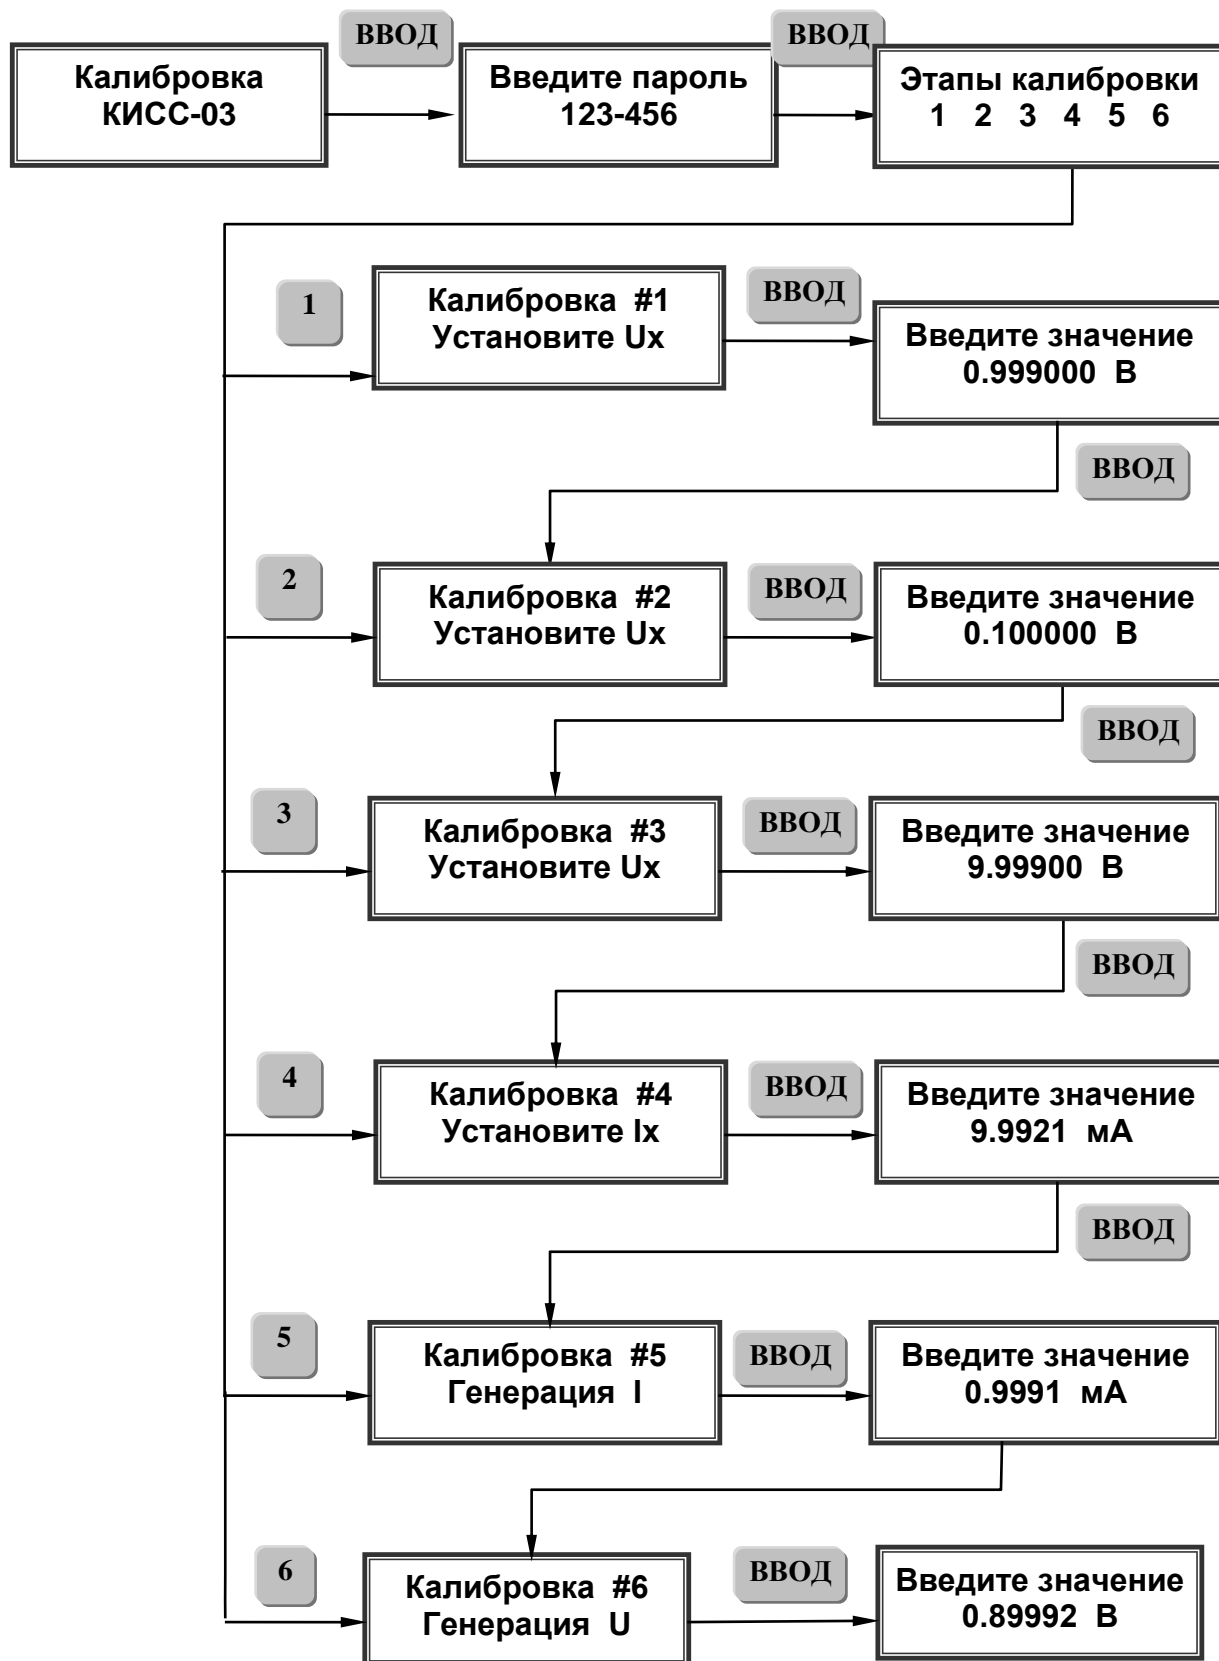 ВВОД
ВВОД
Калибровка
КИСС-03
Введите пароль
123-456
Этапы калибровки
1 2 3 4 5 6
1
Калибровка #1
Установите Ux
ВВОД
Введите значение
0.999000 В
ВВОД
2
Калибровка #2
Установите Ux
ВВОД
Введите значение
0.100000 В
ВВОД
3
Калибровка #3
Установите Ux
ВВОД
Введите значение
9.99900 В
ВВОД
4
Калибровка #4
Установите Ix
ВВОД
Введите значение
9.9921 мА
ВВОД
5
Калибровка #5
Генерация I
ВВОД
Введите значение
0.9991 мА
6
Калибровка #6
Генерация U
ВВОД
Введите значение
0.89992 В